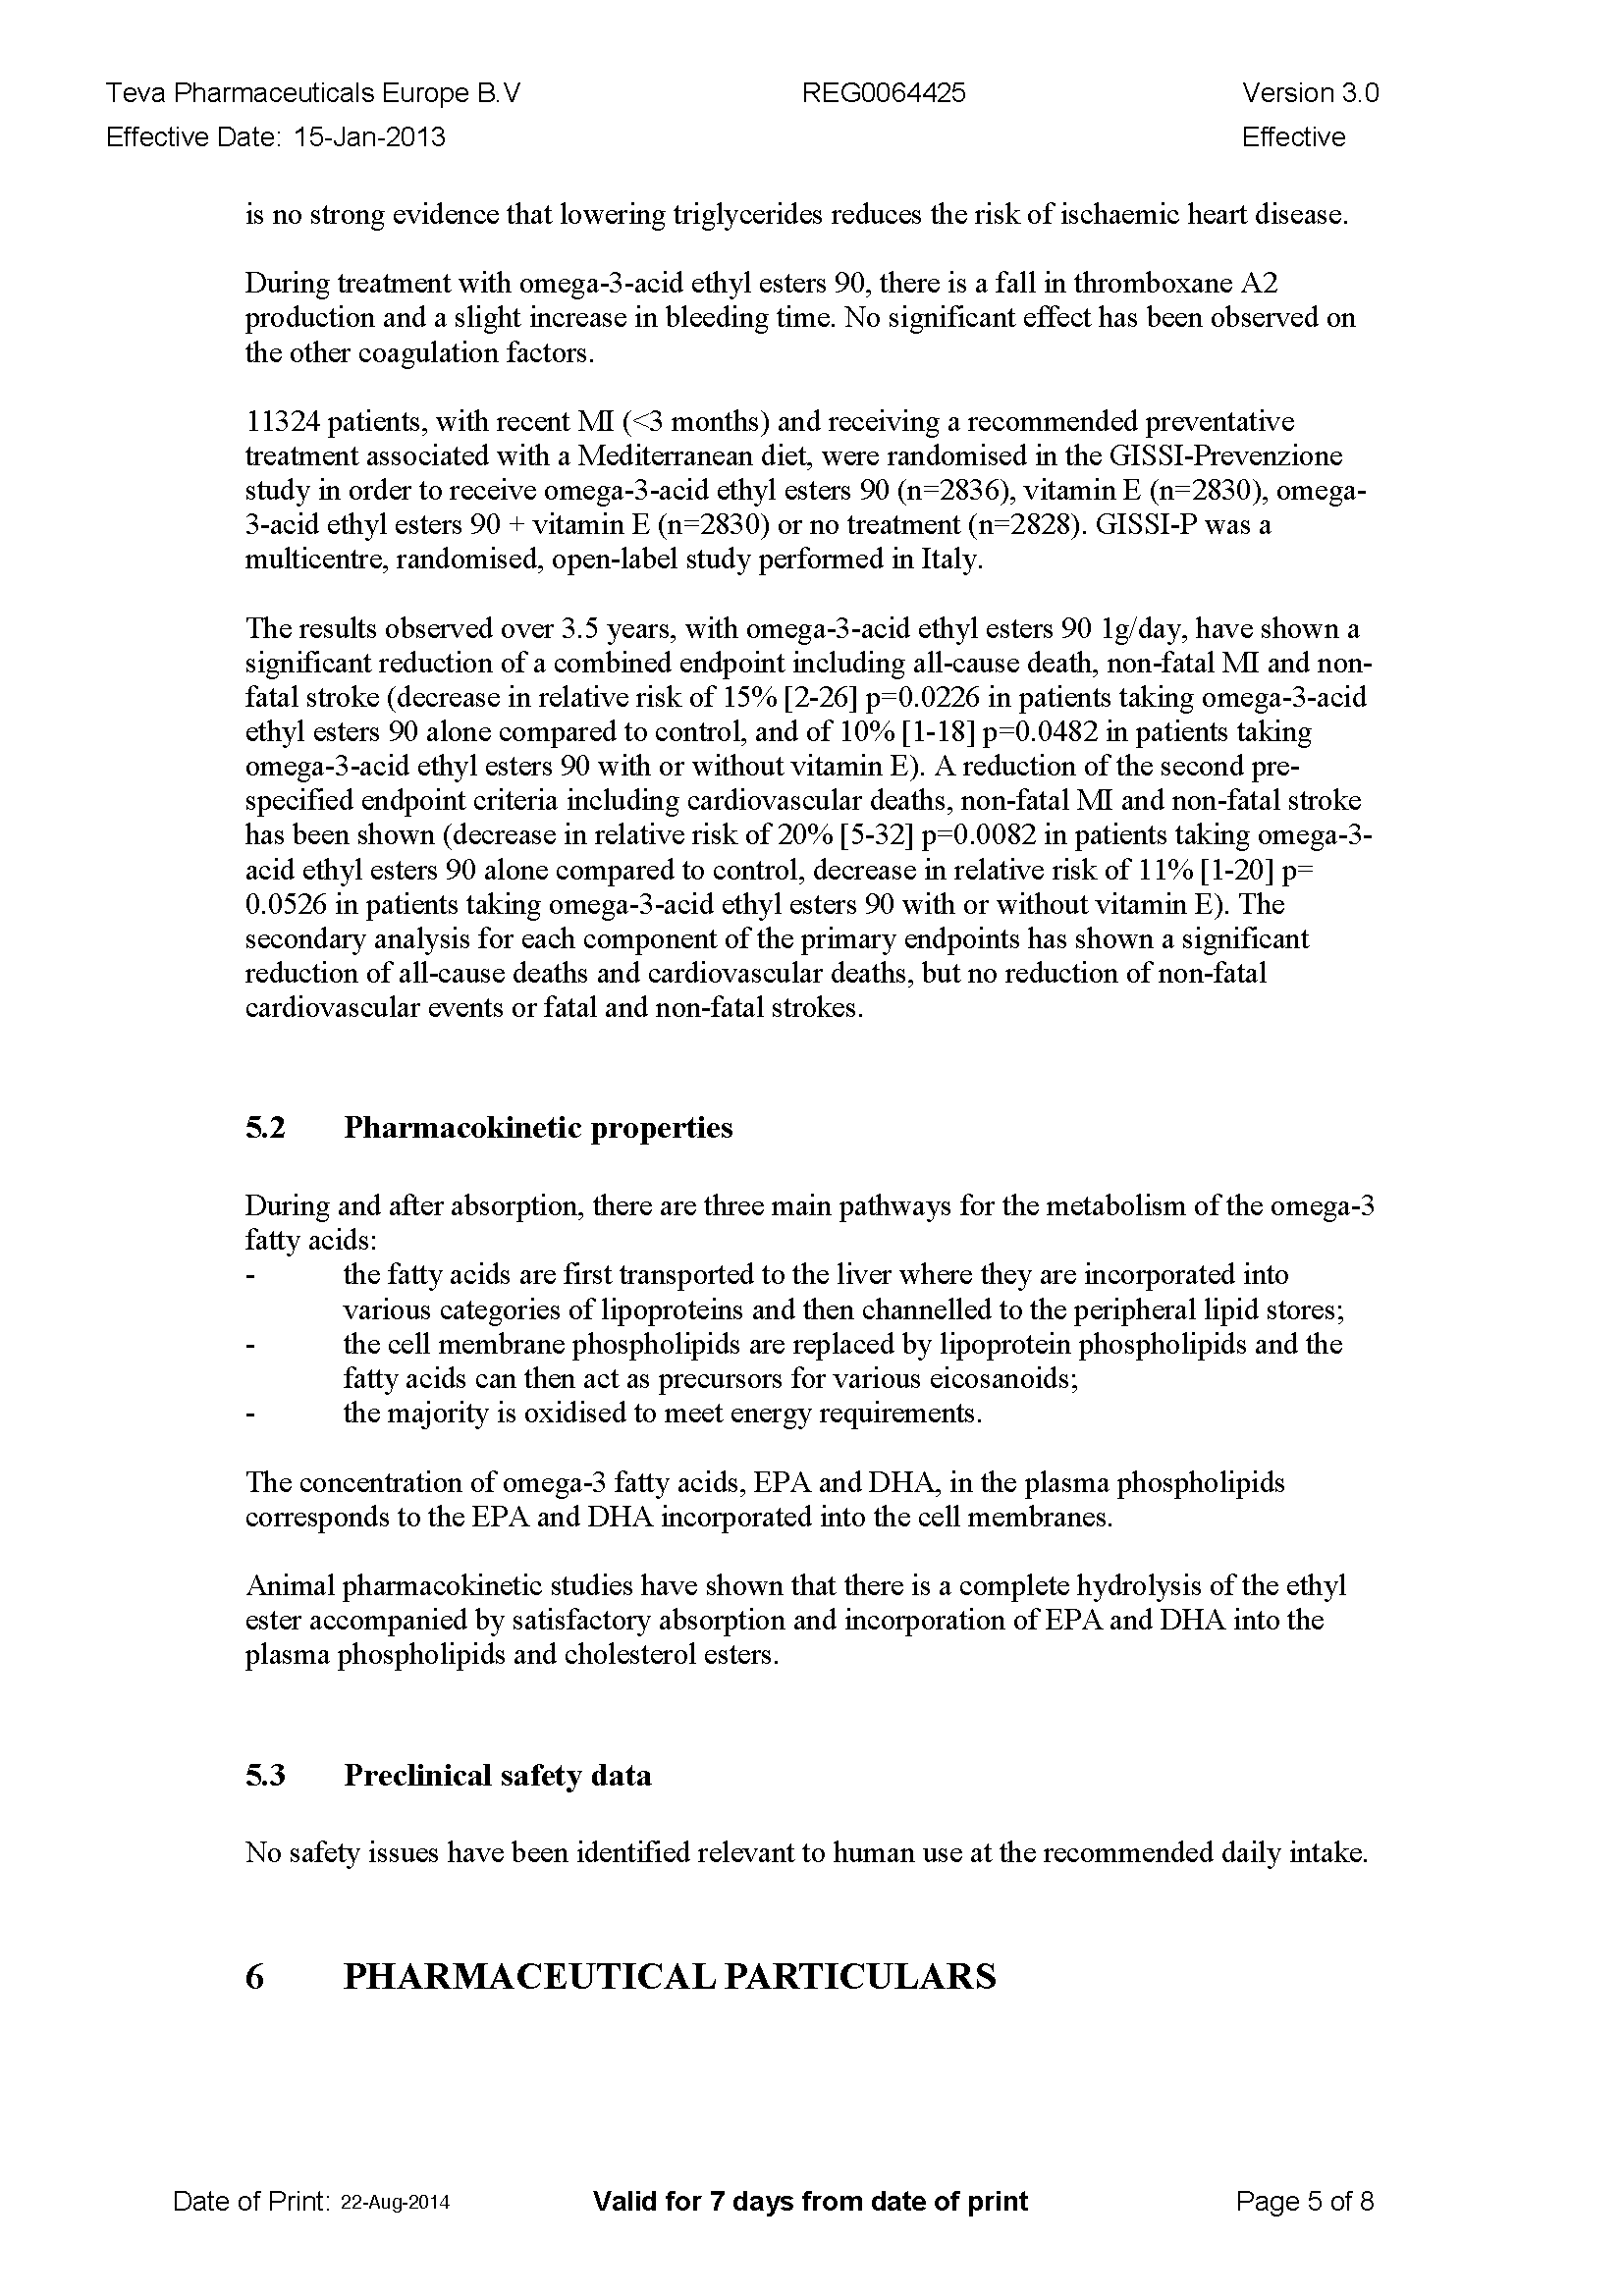 Teva Pharmaceuticals Europe B.V REG0064425 Version 3.0
Effective Date: 15-Jan-2013 Effective
is no strong evidence that lowering triglycerides reduces the risk of ischaemic heart disease.
During treatment with omega-3-acid ethyl esters 90, there is a fall in thromboxane A2
production and a slight increase in bleeding time. No significant effect has been observed on
the other coagulation factors.
11324 patients, with recent MI (<3 months) and receiving a recommended preventative
treatment associated with a Mediterranean diet, were randomised in the GISSI-Prevenzione
study in order to receive omega-3-acid ethyl esters 90 (n=2836), vitamin E (n=2830), omega-
3-acid ethyl esters 90 + vitamin E (n=2830) or no treatment (n=2828). GISSI-P was a
multicentre, randomised, open-label study performed in Italy.
The results observed over 3.5 years, with omega-3-acid ethyl esters 90 1g/day, have shown a
significant reduction of a combined endpoint including all-cause death, non-fatal MI and non-
fatal stroke (decrease in relative risk of 15% [2-26] p=0.0226 in patients taking omega-3-acid
ethyl esters 90 alone compared to control, and of 10% [1-18] p=0.0482 in patients taking
omega-3-acid ethyl esters 90 with or without vitamin E). A reduction of the second pre-
specified endpoint criteria including cardiovascular deaths, non-fatal MI and non-fatal stroke
has been shown (decrease in relative risk of 20% [5-32] p=0.0082 in patients taking omega-3-
acid ethyl esters 90 alone compared to control, decrease in relative risk of 11% [1-20] p=
0.0526 in patients taking omega-3-acid ethyl esters 90 with or without vitamin E). The
secondary analysis for each component of the primary endpoints has shown a significant
reduction of all-cause deaths and cardiovascular deaths, but no reduction of non-fatal
cardiovascular events or fatal and non-fatal strokes.
5.2 Pharmacokinetic properties
During and after absorption, there are three main pathways for the metabolism of the omega-3
fatty acids:
- the fatty acids are first transported to the liver where they are incorporated into
various categories of lipoproteins and then channelled to the peripheral lipid stores;
- the cell membrane phospholipids are replaced by lipoprotein phospholipids and the
fatty acids can then act as precursors for various eicosanoids;
- the majority is oxidised to meet energy requirements.
The concentration of omega-3 fatty acids, EPA and DHA, in the plasma phospholipids
corresponds to the EPA and DHA incorporated into the cell membranes.
Animal pharmacokinetic studies have shown that there is a complete hydrolysis of the ethyl
ester accompanied by satisfactory absorption and incorporation of EPA and DHA into the
plasma phospholipids and cholesterol esters.
5.3 Preclinical safety data
No safety issues have been identified relevant to human use at the recommended daily intake.
6 PHARMACEUTICAL PARTICULARS
Date of Print: 22-Aug-2014 Valid for 7 days from date of print Page 5 of 8